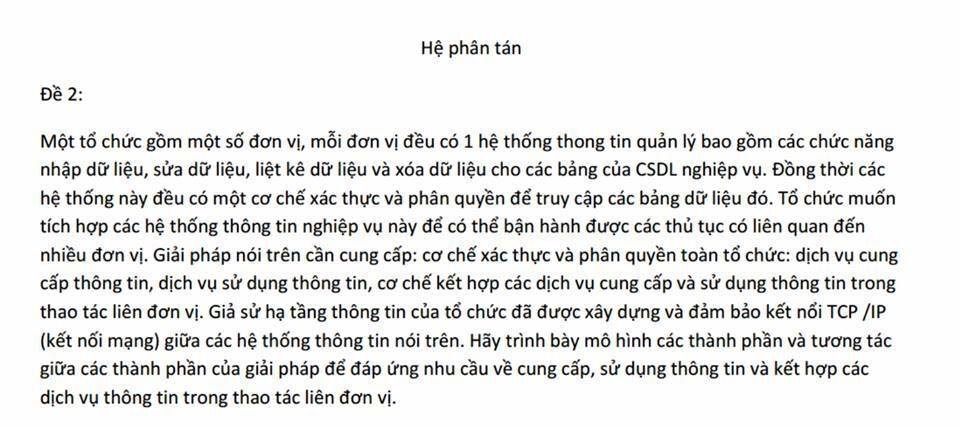 Hệ phân tán
Đề 2:
Một tổ chức gồm một số đơn vị, mỗi đơn vị đều có 1 hệ thống thong tin quản lý bao gồm các chức năng
nhập dữ liệu, sửa dữ liệu, liệt kê dữ liệu và xóa dữ liệu cho các bảng của CSDL nghiệp vụ. Đồng thời các
hệ thống này đều có một cơ chế xác thực và phân quyền để truy cập các bảng dữ liệu đó. Tổ chức muốn
tích hợp các hệ thống thông tin nghiệp vụ này để có thể bận hành được các thủ tục có liên quan đến
nhiều đơn vị. Giải pháp nói trên cần cung cấp: cơ chế xác thực và phân quyền toàn tổ chức: dịch vụ cung
cấp thông tin, dịch vụ sử dụng thông tin, cơ chế kết hợp các dịch vụ cung cấp và sử dụng thông tin trong
thao tác liên đơn vị. Giả sử hạ tầng thông tin của tổ chức đã được xây dựng và đảm bảo kết nổi TCP /IP
(kết nối mạng) giữa các hệ thống thông tin nói trên. Hãy trình bày mô hình các thành phần và tương tác
giữa các thành phần của giải pháp để đáp ứng nhu cầu về cung cấp, sử dụng thông tin và kết hợp các
dịch vụ thông tin trong thao tác liên đơn vị.